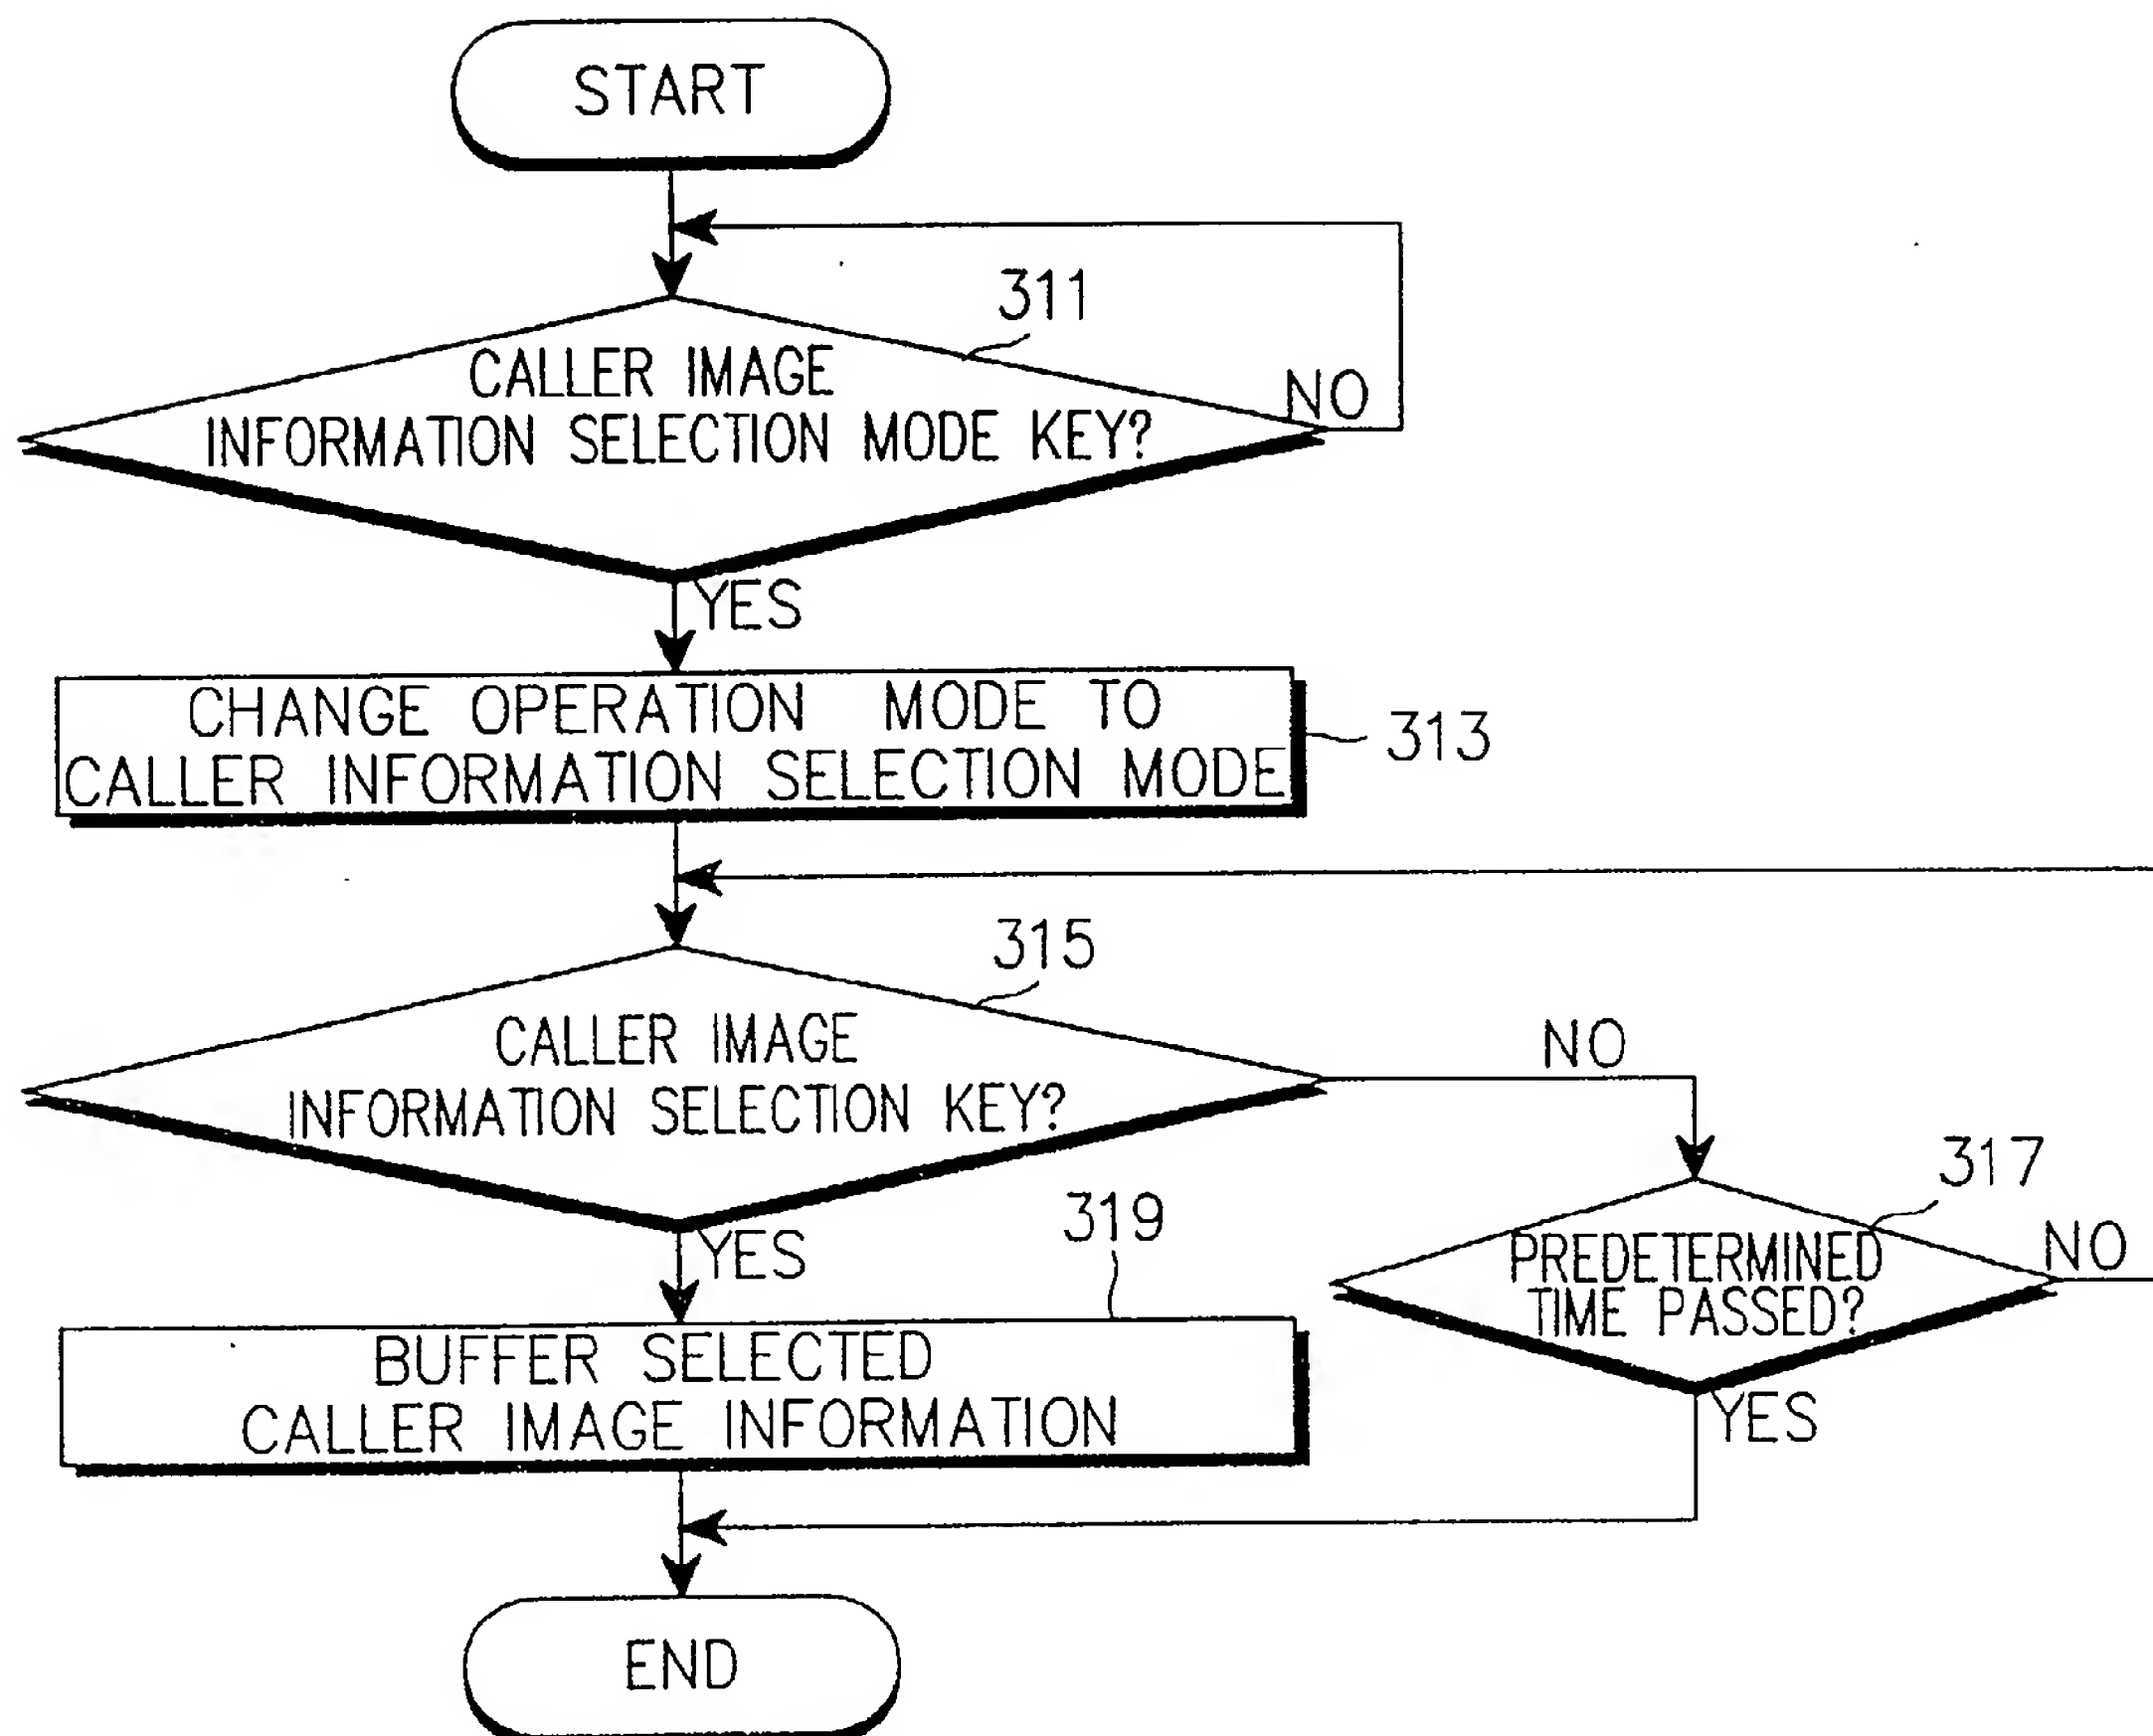 START
311
CALLER IMAGE
INFORMATION SELECTION MODE KEY?
NO
YES
CHANGE OPERATION MODE TO
CALLER INFORMATION SELECTION MODE
313
315
CALLER IMAGE
INFORMATION SELECTION KEY?
NO
317
PREDETERMINED
TIME PASSED?
NO
YES
319
YES
BUFFER SELECTED
CALLER IMAGE INFORMATION
END